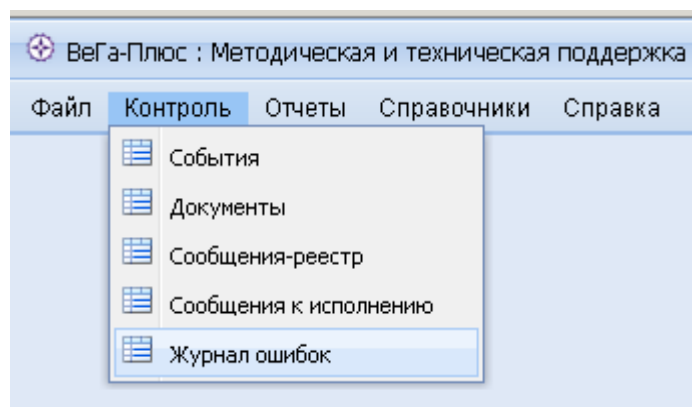 ВеГа-Плюс : Методическая и техническая поддержка
Файл Контроль Отчеты Справочники Справка
События
Документы
Сообщения-реестр
Сообщения к исполнению
Журнал ошибок